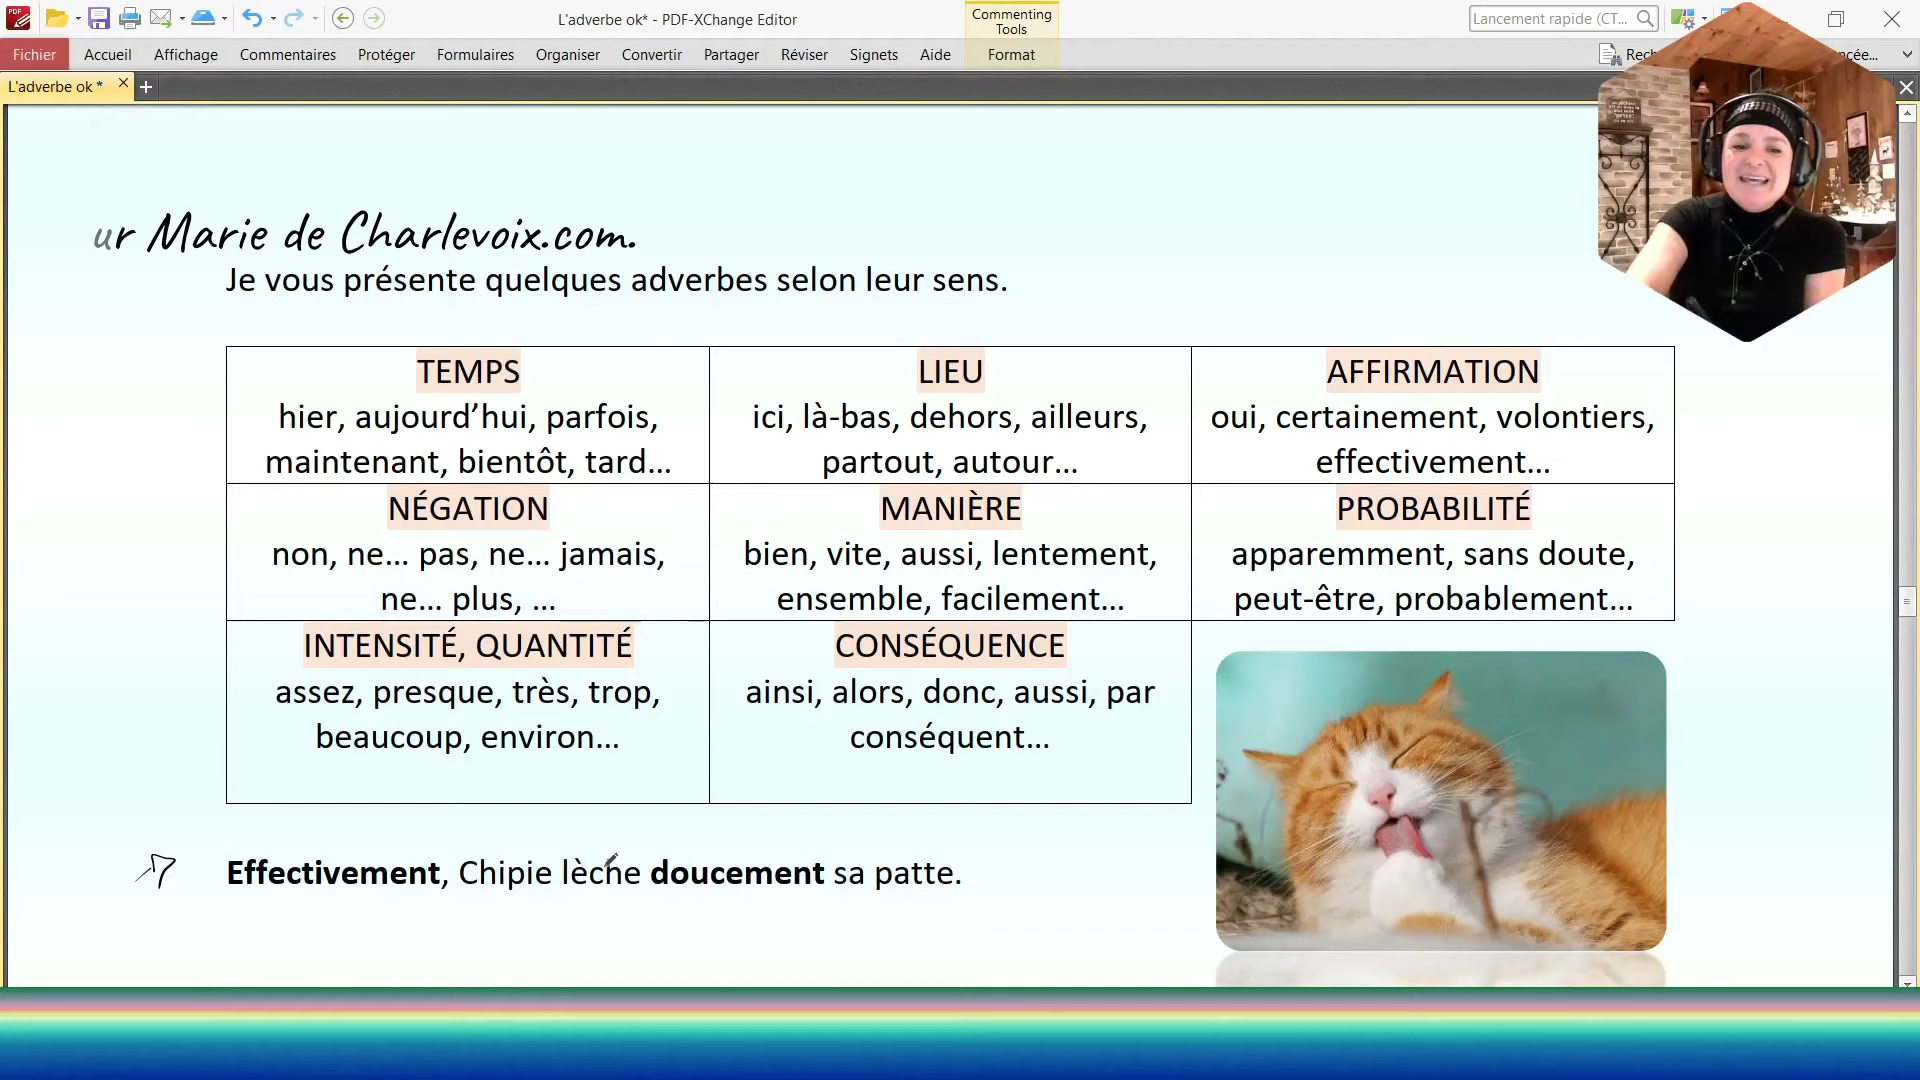 L'adverbe ok* - PDF-XChange Editor
Commenting
Tools
Lancement rapide (CT...
Fichier
Accueil
Affichage
Commentaires
Protéger
Formulaires
Organiser
Convertir
Partager
Réviser
Signets
Aide
Format
L'adverbe ok *
ur Marie de Charlevoix.com.
Je vous présente quelques adverbes selon leur sens.
TEMPS
hier, aujourd’hui, parfois,
maintenant, bientôt, tard...
LIEU
ici, là-bas, dehors, ailleurs,
partout, autour...
AFFIRMATION
oui, certainement, volontiers,
effectivement...
NÉGATION
non, ne... pas, ne... jamais,
ne... plus, ...
MANIÈRE
bien, vite, aussi, lentement,
ensemble, facilement...
PROBABILITÉ
apparemment, sans doute,
peut-être, probablement...
INTENSITÉ, QUANTITÉ
assez, presque, très, trop,
beaucoup, environ...
CONSÉQUENCE
ainsi, alors, donc, aussi, par
conséquent...
Effectivement, Chipie lèche doucement sa patte.